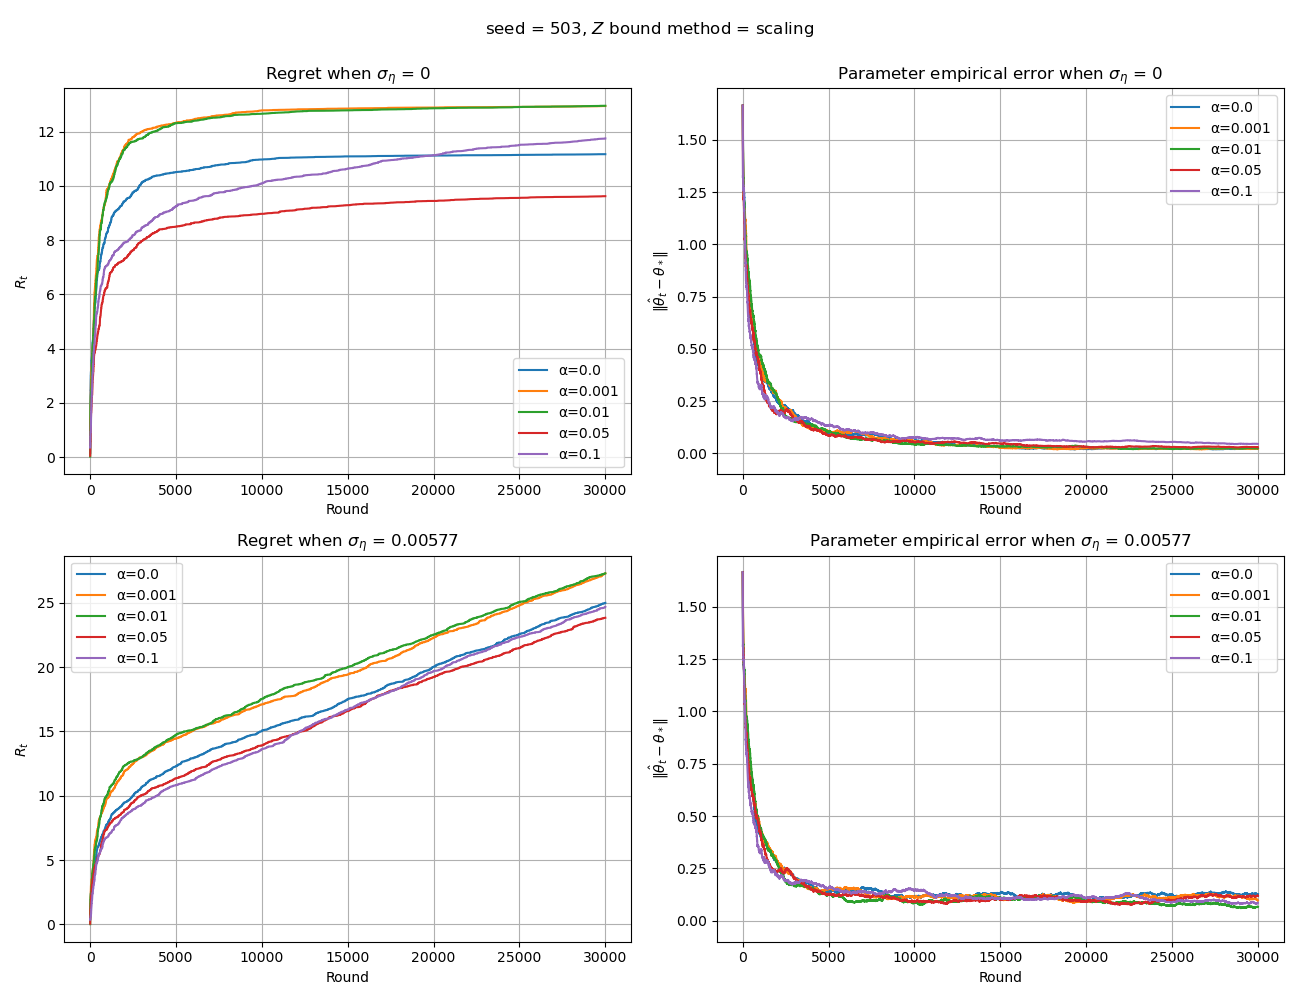 seed = 503, Z bound method = scaling
Regret when σ_η = 0
R_t
12
10
8
6
4
2
0
0 5000 10000 15000 20000 25000 30000
Round
α=0.0
α=0.001
α=0.01
α=0.05
α=0.1
Parameter empirical error when σ_η = 0
‖θ̂_t − θ_*‖
1.50
1.25
1.00
0.75
0.50
0.25
0.00
0 5000 10000 15000 20000 25000 30000
Round
α=0.0
α=0.001
α=0.01
α=0.05
α=0.1
Regret when σ_η = 0.00577
R_t
25
20
15
10
5
0
0 5000 10000 15000 20000 25000 30000
Round
α=0.0
α=0.001
α=0.01
α=0.05
α=0.1
Parameter empirical error when σ_η = 0.00577
‖θ̂_t − θ_*‖
1.50
1.25
1.00
0.75
0.50
0.25
0.00
0 5000 10000 15000 20000 25000 30000
Round
α=0.0
α=0.001
α=0.01
α=0.05
α=0.1